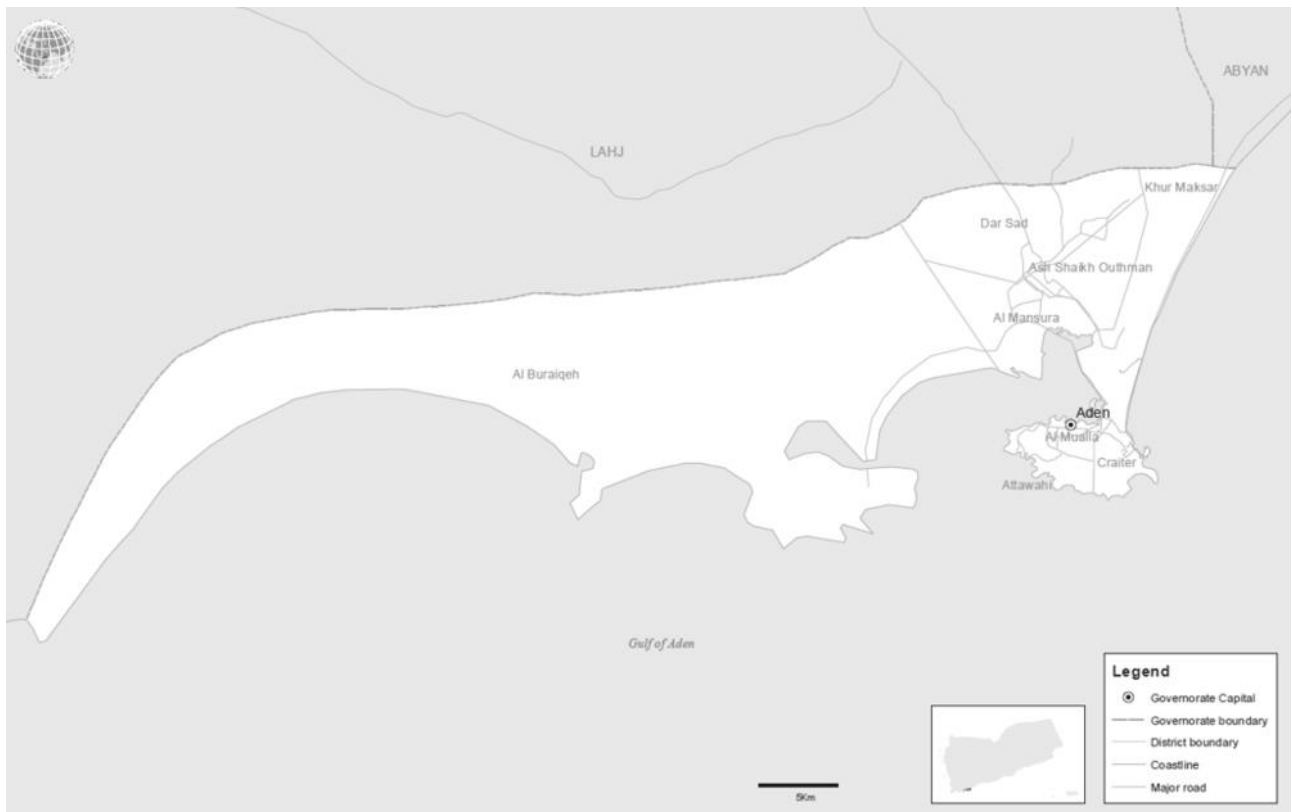 ABYAN
LAHJ
Khur Maksar
Dar Sad
Ash Shaikh Outhman
Al Mansura
Al Buraiqeh
Aden
Al Mualla
Craiter
Attawahi
Gulf of Aden
Legend
Governorate Capital
Governorate boundary
District boundary
Coastline
Major road
5Km